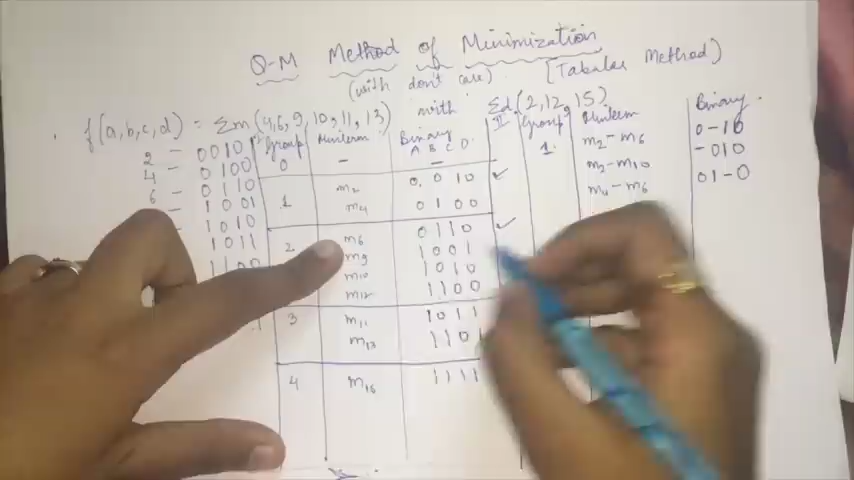 Q-M Method of Minimization
(with don't care) [Tabular Method]
f(a,b,c,d) = Σm(4,6,9,10,11,13) with Σd(2,12,15)
Group Minterm Binary A B C D
0 - -
1 m2 0 0 1 0 ✓
m4 0 1 0 0
2 m6 0 1 1 0 ✓
m9 1 0 0 1
m10 1 0 1 0
m12 1 1 0 0
3 m11 1 0 1 1
m13 1 1 0 1
4 m15 1 1 1 1
2 - 0010
4 - 0100
6 - 0110
- 1001
1010
1011
1100
II Group Minterm Binary
1. m2-m6 0-10
m2-m10 -010
m4-m6 01-0